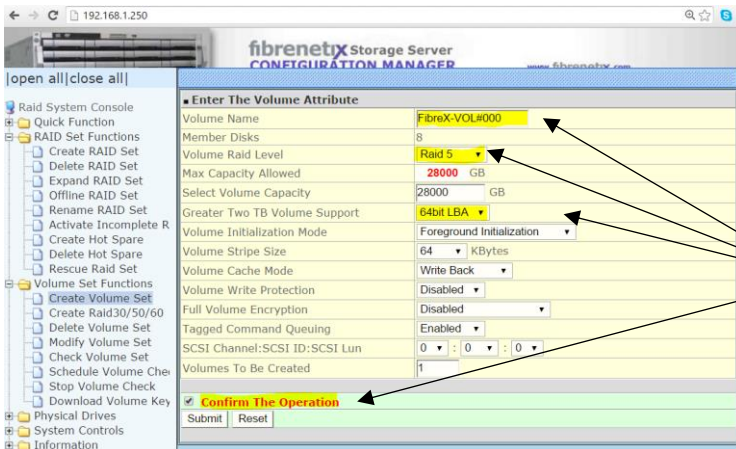 192.168.1.250
fibrenetix Storage Server
CONFIGURATION MANAGER
www.fibrenetix.com
|open all|close all|
Raid System Console
Quick Function
RAID Set Functions
Create RAID Set
Delete RAID Set
Expand RAID Set
Offline RAID Set
Rename RAID Set
Activate Incomplete R
Create Hot Spare
Delete Hot Spare
Rescue Raid Set
Volume Set Functions
Create Volume Set
Create Raid30/50/60
Delete Volume Set
Modify Volume Set
Check Volume Set
Schedule Volume Che
Stop Volume Check
Download Volume Key
Physical Drives
System Controls
Information
Enter The Volume Attribute
Volume Name FibreX-VOL#000
Member Disks 8
Volume Raid Level Raid 5
Max Capacity Allowed 28000 GB
Select Volume Capacity 28000 GB
Greater Two TB Volume Support 64bit LBA
Volume Initialization Mode Foreground Initialization
Volume Stripe Size 64 KBytes
Volume Cache Mode Write Back
Volume Write Protection Disabled
Full Volume Encryption Disabled
Tagged Command Queuing Enabled
SCSI Channel:SCSI ID:SCSI Lun 0 : 0 : 0
Volumes To Be Created 1
Confirm The Operation
Submit Reset